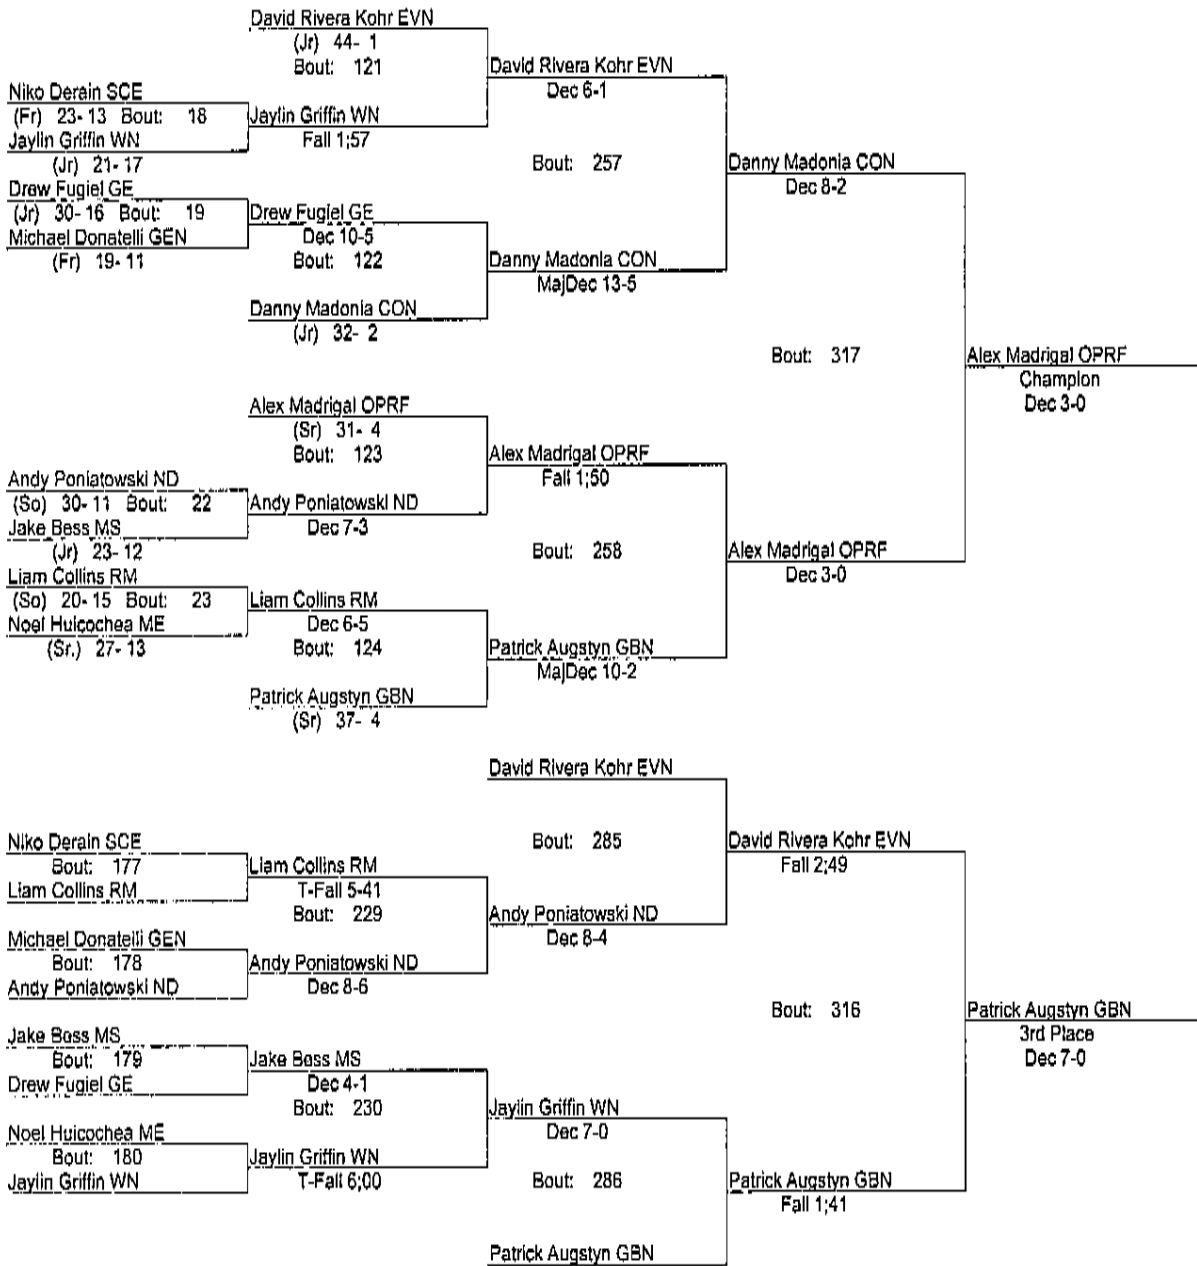 David Rivera Kohr EVN
(Jr) 44- 1
Bout: 121
David Rivera Kohr EVN
Dec 6-1
Niko Derain SCE
(Fr) 23- 13 Bout: 18
Jaylin Griffin WN
Jaylin Griffin WN
Fall 1;57
(Jr) 21- 17
Bout: 257
Danny Madonia CON
Dec 8-2
Drew Fugiel GE
(Jr) 30- 16 Bout: 19
Drew Fugiel GE
Michael Donatelli GEN
Dec 10-5
(Fr) 19- 11
Bout: 122
Danny Madonia CON
MajDec 13-5
Danny Madonia CON
(Jr) 32- 2
Bout: 317
Alex Madrigal OPRF
Champion
Dec 3-0
Alex Madrigal OPRF
(Sr) 31- 4
Bout: 123
Alex Madrigal OPRF
Fall 1;50
Andy Poniatowski ND
(So) 30- 11 Bout: 22
Andy Poniatowski ND
Jake Bess MS
Dec 7-3
(Jr) 23- 12
Bout: 258
Alex Madrigal OPRF
Dec 3-0
Liam Collins RM
(So) 20- 15 Bout: 23
Liam Collins RM
Noel Huicochea ME
Dec 6-5
(Sr.) 27- 13
Bout: 124
Patrick Augstyn GBN
MajDec 10-2
Patrick Augstyn GBN
(Sr) 37- 4
David Rivera Kohr EVN
Bout: 285
David Rivera Kohr EVN
Fall 2;49
Niko Derain SCE
Bout: 177
Liam Collins RM
Liam Collins RM
T-Fall 5-41
Bout: 229
Andy Poniatowski ND
Dec 8-4
Michael Donatelli GEN
Bout: 178
Andy Poniatowski ND
Andy Poniatowski ND
Dec 8-6
Bout: 316
Patrick Augstyn GBN
3rd Place
Dec 7-0
Jake Bess MS
Bout: 179
Drew Fugiel GE
Jake Bess MS
Dec 4-1
Bout: 230
Jaylin Griffin WN
Dec 7-0
Noel Huicochea ME
Bout: 180
Jaylin Griffin WN
Jaylin Griffin WN
T-Fall 6;00
Bout: 286
Patrick Augstyn GBN
Fall 1;41
Patrick Augstyn GBN